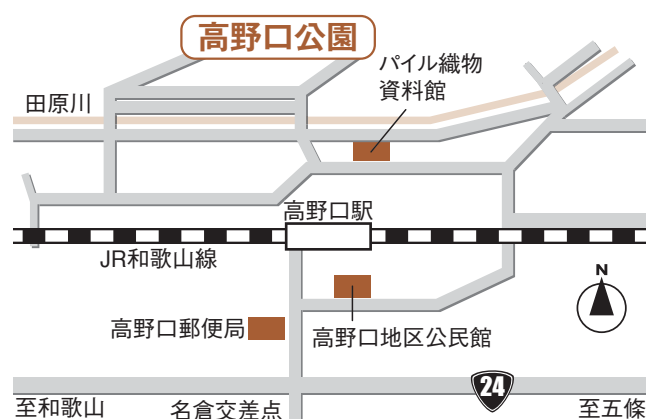 高野口公園
パイル織物
資料館
田原川
高野口駅
JR和歌山線
N
高野口郵便局
高野口地区公民館
24
至和歌山
名倉交差点
至五條